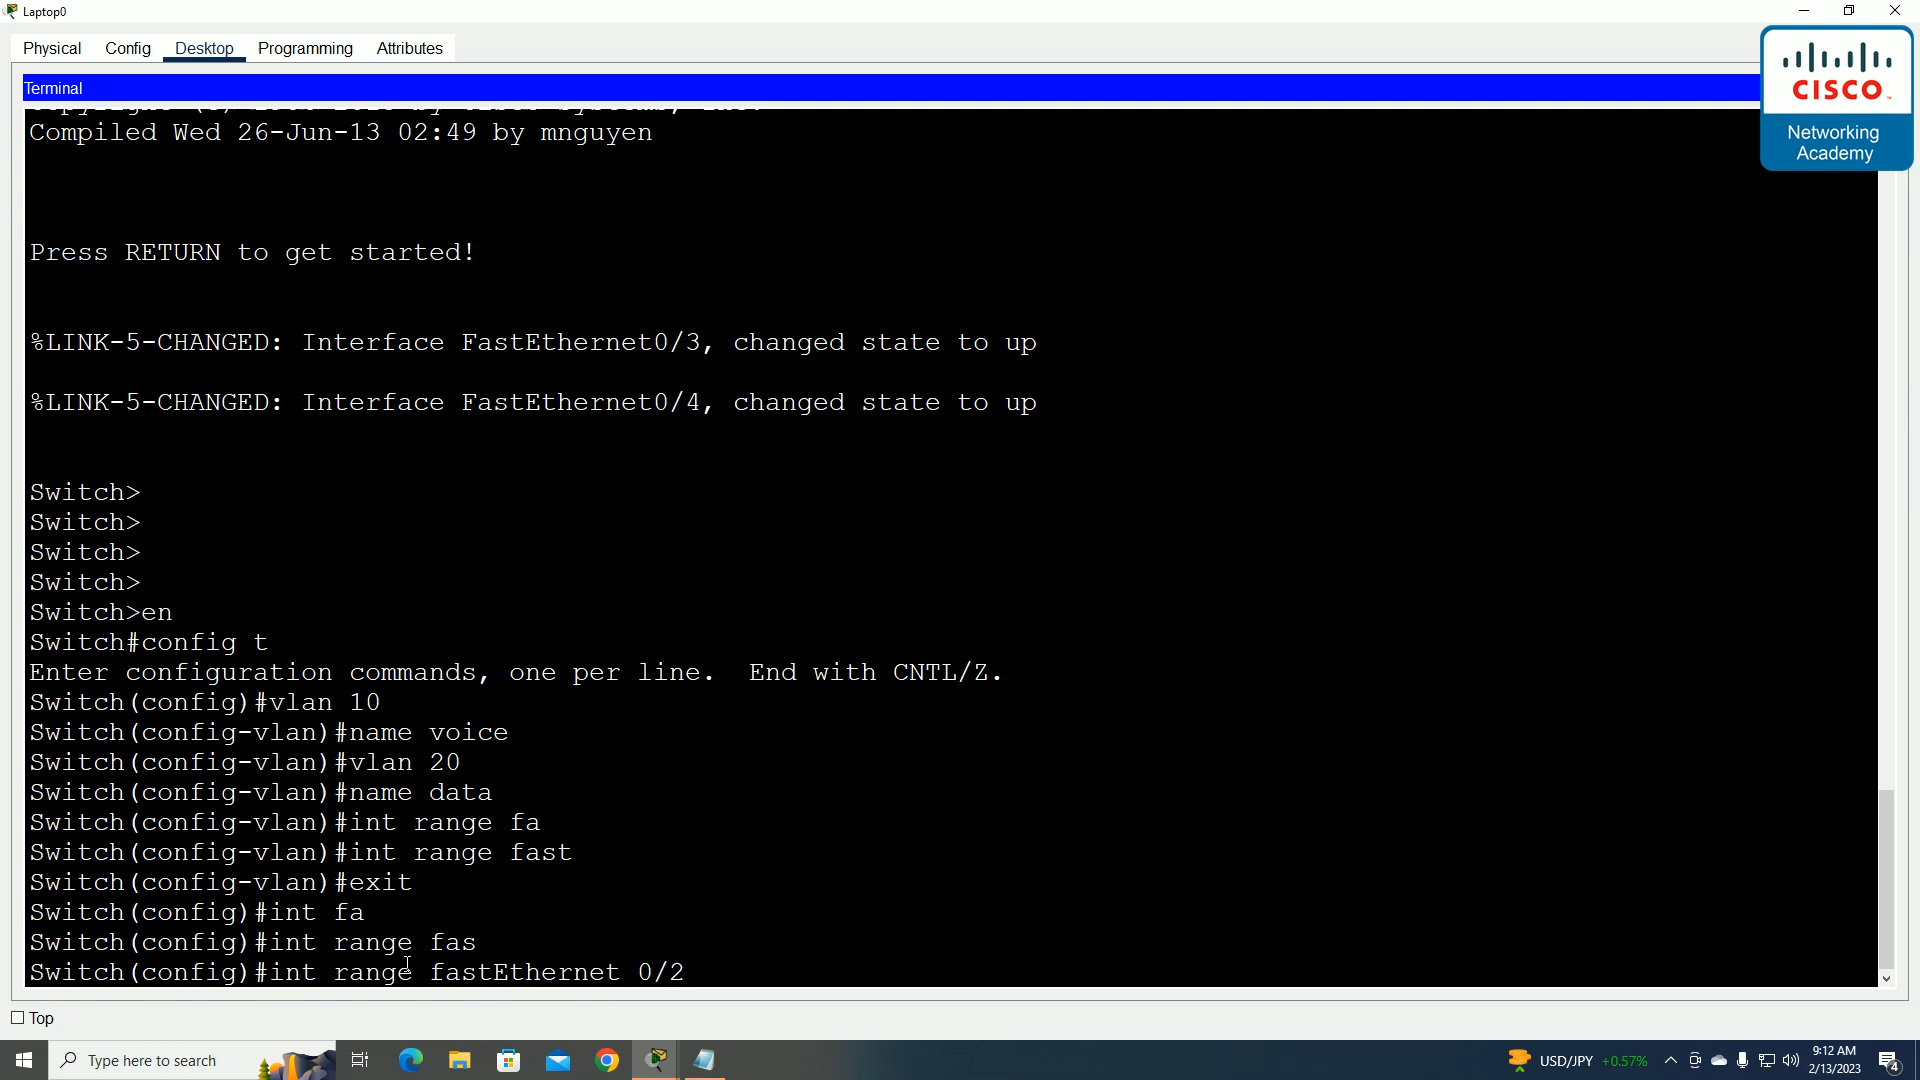 Laptop0
Physical Config Desktop Programming Attributes
CISCO
Networking
Academy
Terminal
Compiled Wed 26-Jun-13 02:49 by mnguyen
Press RETURN to get started!
%LINK-5-CHANGED: Interface FastEthernet0/3, changed state to up
%LINK-5-CHANGED: Interface FastEthernet0/4, changed state to up
Switch>
Switch>
Switch>
Switch>
Switch>en
Switch#config t
Enter configuration commands, one per line.  End with CNTL/Z.
Switch(config)#vlan 10
Switch(config-vlan)#name voice
Switch(config-vlan)#vlan 20
Switch(config-vlan)#name data
Switch(config-vlan)#int range fa
Switch(config-vlan)#int range fast
Switch(config-vlan)#exit
Switch(config)#int fa
Switch(config)#int range fas
Switch(config)#int range fastEthernet 0/2
Top
Type here to search
USD/JPY +0.57%
9:12 AM
2/13/2023
4